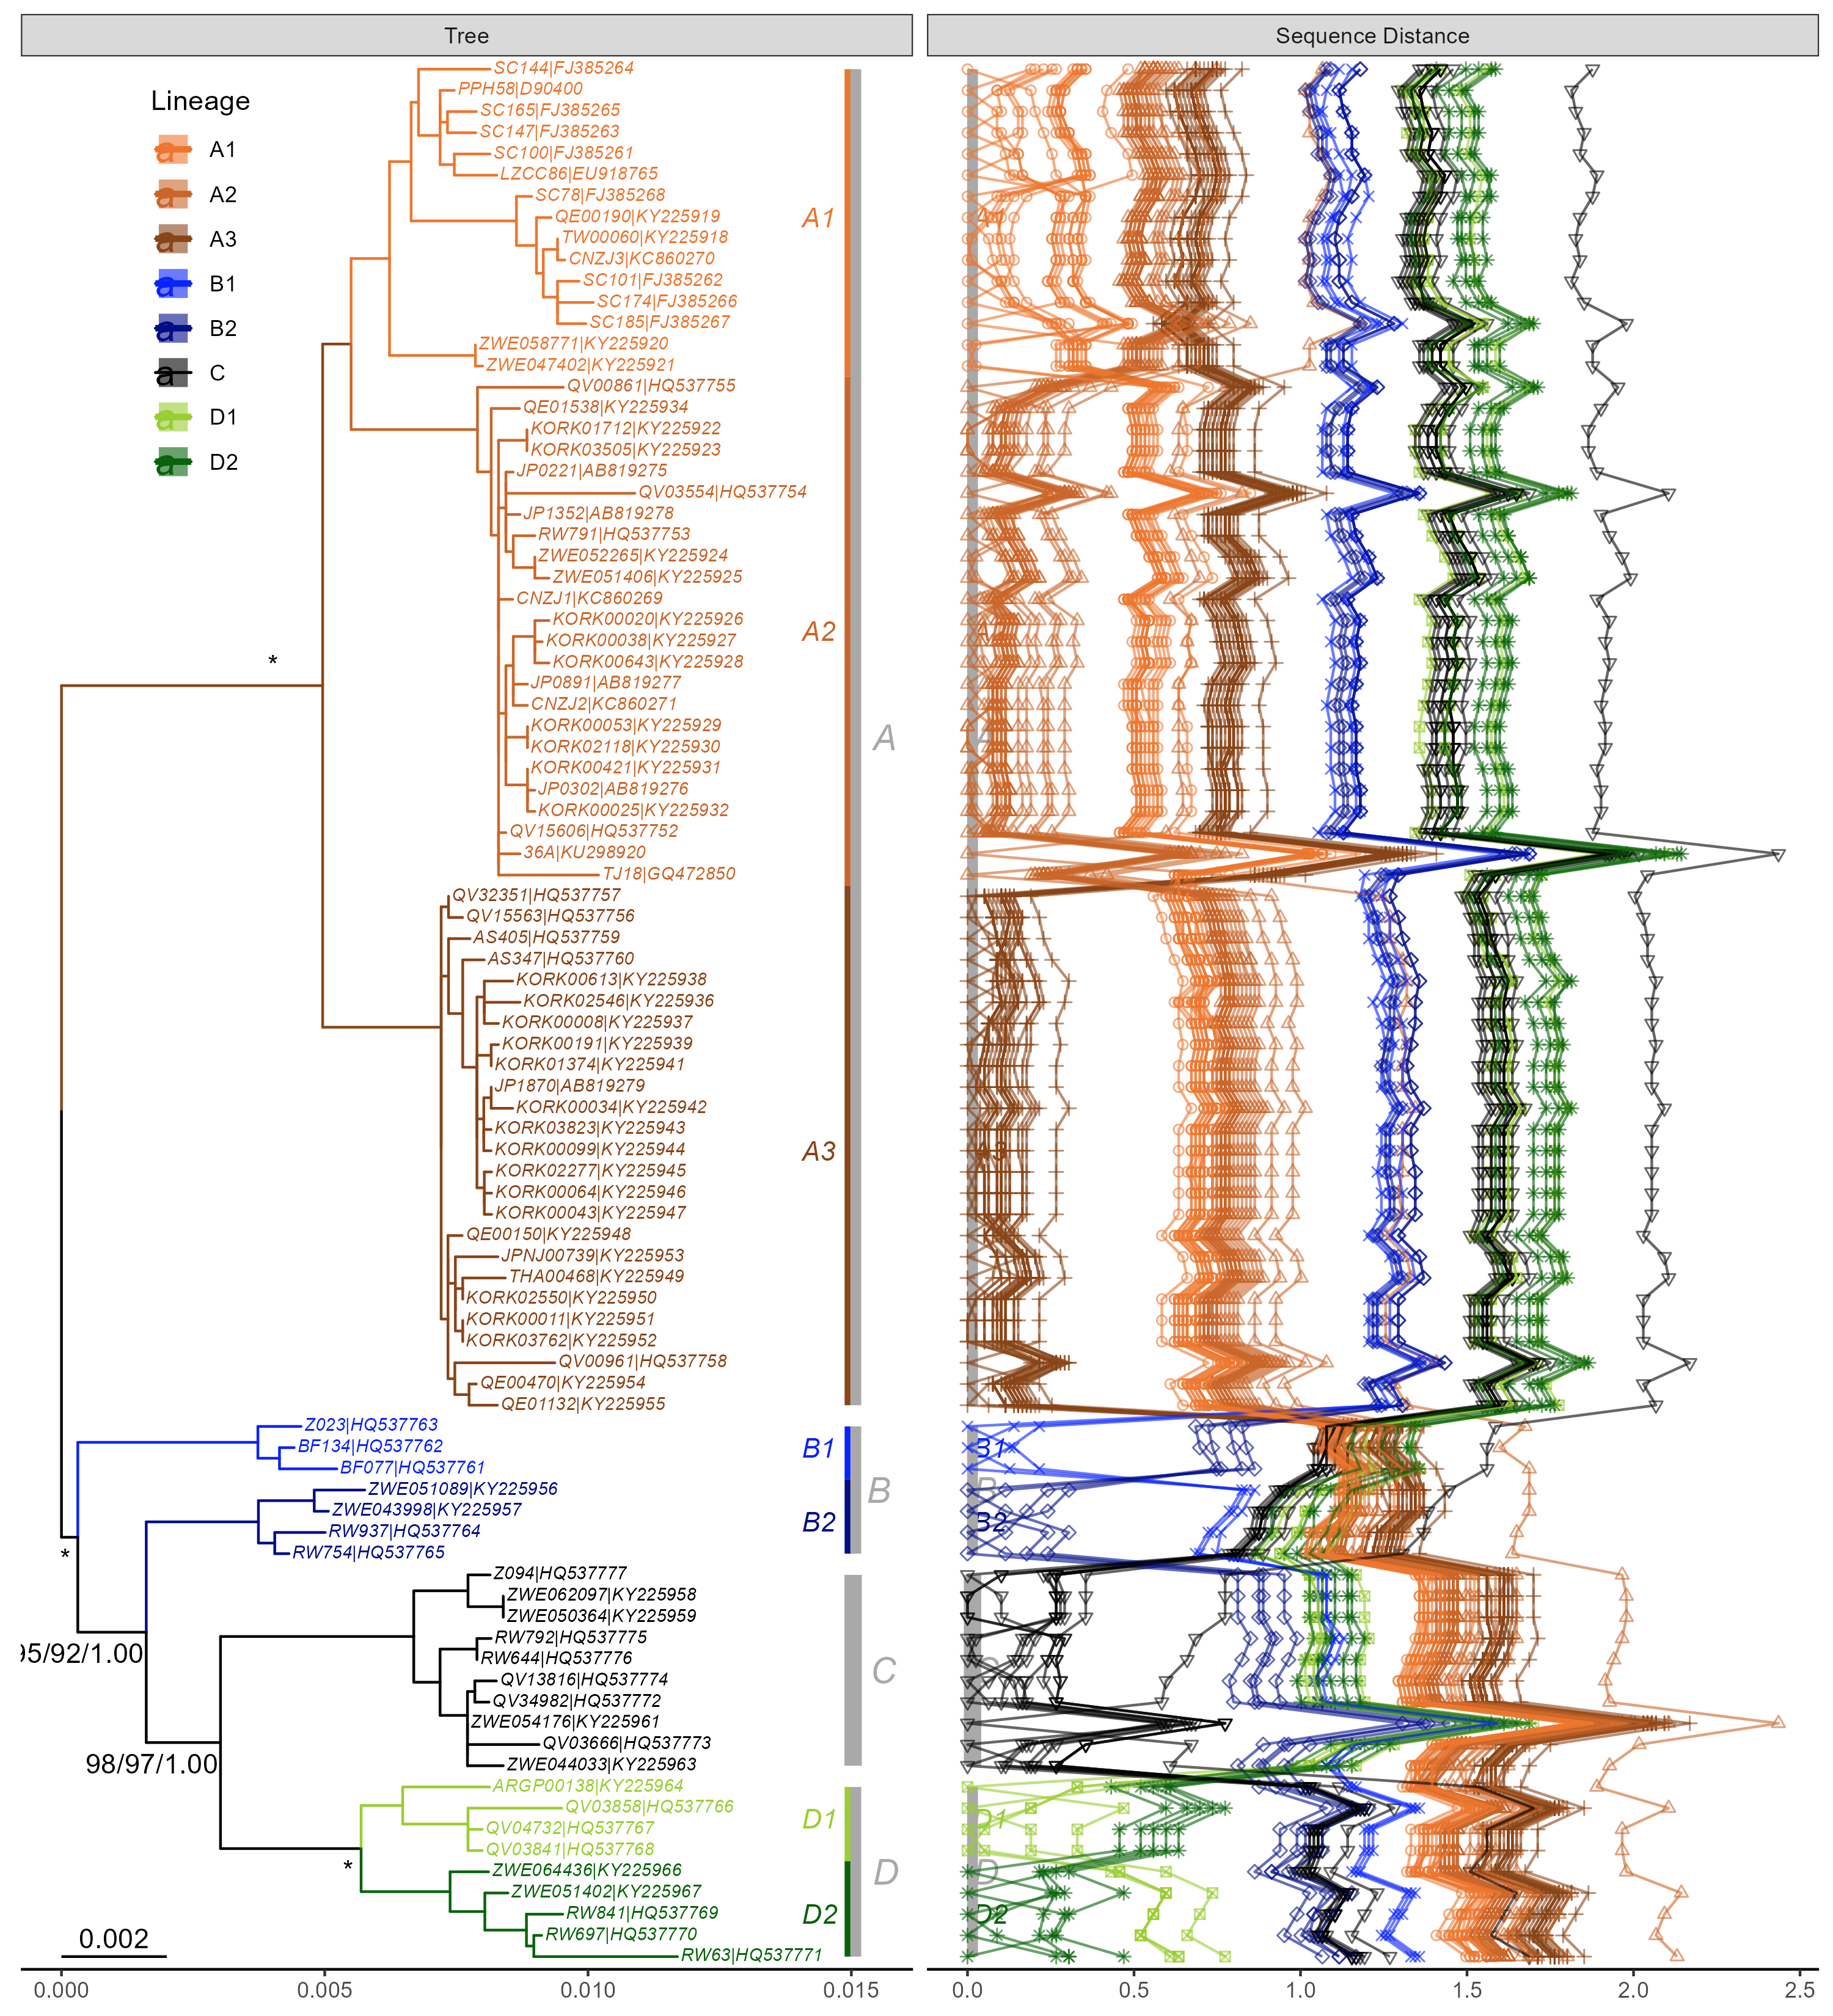 Tree
Sequence Distance
Lineage
a A1
a A2
a A3
a B1
a B2
a C
a D1
a D2
SC144|FJ385264
PPH58|D90400
SC165|FJ385265
SC147|FJ385263
SC100|FJ385261
LZCC86|EU918765
SC78|FJ385268
QE00190|KY225919
TW00060|KY225918
CNZJ3|KC860270
SC101|FJ385262
SC174|FJ385266
SC185|FJ385267
ZWE058771|KY225920
ZWE047402|KY225921
QV00861|HQ537755
QE01538|KY225934
KORK01712|KY225922
KORK03505|KY225923
JP0221|AB819275
QV03554|HQ537754
JP1352|AB819278
RW791|HQ537753
ZWE052265|KY225924
ZWE051406|KY225925
CNZJ1|KC860269
KORK00020|KY225926
KORK00038|KY225927
KORK00643|KY225928
JP0891|AB819277
CNZJ2|KC860271
KORK00053|KY225929
KORK02118|KY225930
KORK00421|KY225931
JP0302|AB819276
KORK00025|KY225932
QV15606|HQ537752
36A|KU298920
TJ18|GQ472850
QV32351|HQ537757
QV15563|HQ537756
AS405|HQ537759
AS347|HQ537760
KORK00613|KY225938
KORK02546|KY225936
KORK00008|KY225937
KORK00191|KY225939
KORK01374|KY225941
JP1870|AB819279
KORK00034|KY225942
KORK03823|KY225943
KORK00099|KY225944
KORK02277|KY225945
KORK00064|KY225946
KORK00043|KY225947
QE00150|KY225948
JPNJ00739|KY225953
THA00468|KY225949
KORK02550|KY225950
KORK00011|KY225951
KORK03762|KY225952
QV00961|HQ537758
QE00470|KY225954
QE01132|KY225955
Z023|HQ537763
BF134|HQ537762
BF077|HQ537761
ZWE051089|KY225956
ZWE043998|KY225957
RW937|HQ537764
RW754|HQ537765
Z094|HQ537777
ZWE062097|KY225958
ZWE050364|KY225959
RW792|HQ537775
RW644|HQ537776
QV13816|HQ537774
QV34982|HQ537772
ZWE054176|KY225961
QV03666|HQ537773
ZWE044033|KY225963
ARGP00138|KY225964
QV03858|HQ537766
QV04732|HQ537767
QV03841|HQ537768
ZWE064436|KY225966
ZWE051402|KY225967
RW841|HQ537769
RW697|HQ537770
RW63|HQ537771
A1
A2
A
A3
B1
B
B2
C
D1
D
D2
*
*
95/92/1.00
98/97/1.00
*
0.002
A3
B1
B
B2
D1
D
D2
0.000 0.005 0.010 0.015
0.0 0.5 1.0 1.5 2.0 2.5